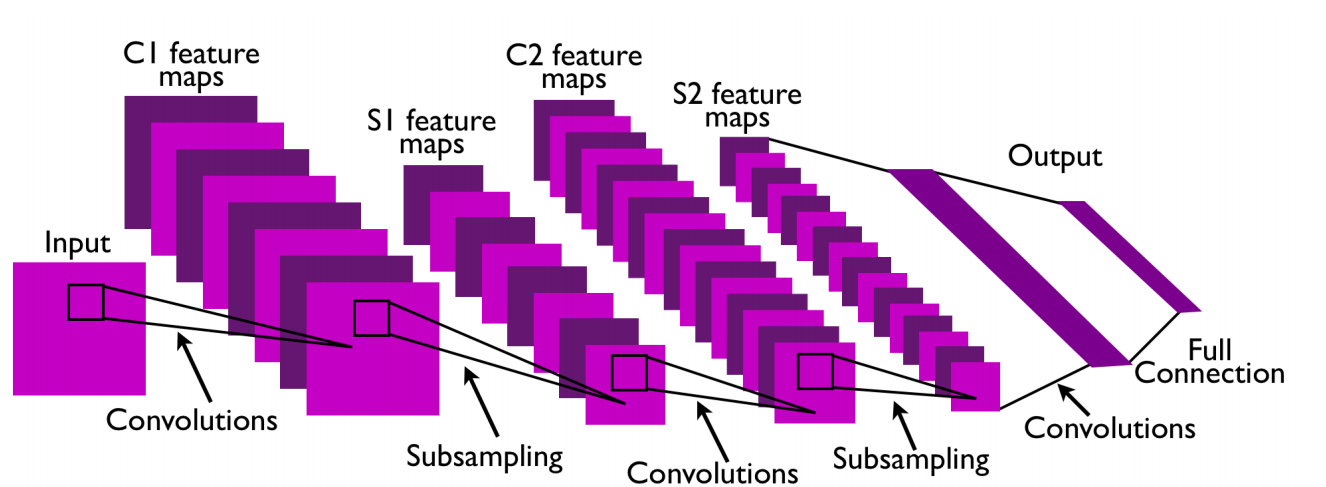 C1 feature
maps
C2 feature
maps
S2 feature
maps
S1 feature
maps
Output
Input
Full
Connection
Convolutions
Subsampling
Convolutions
Subsampling
Convolutions